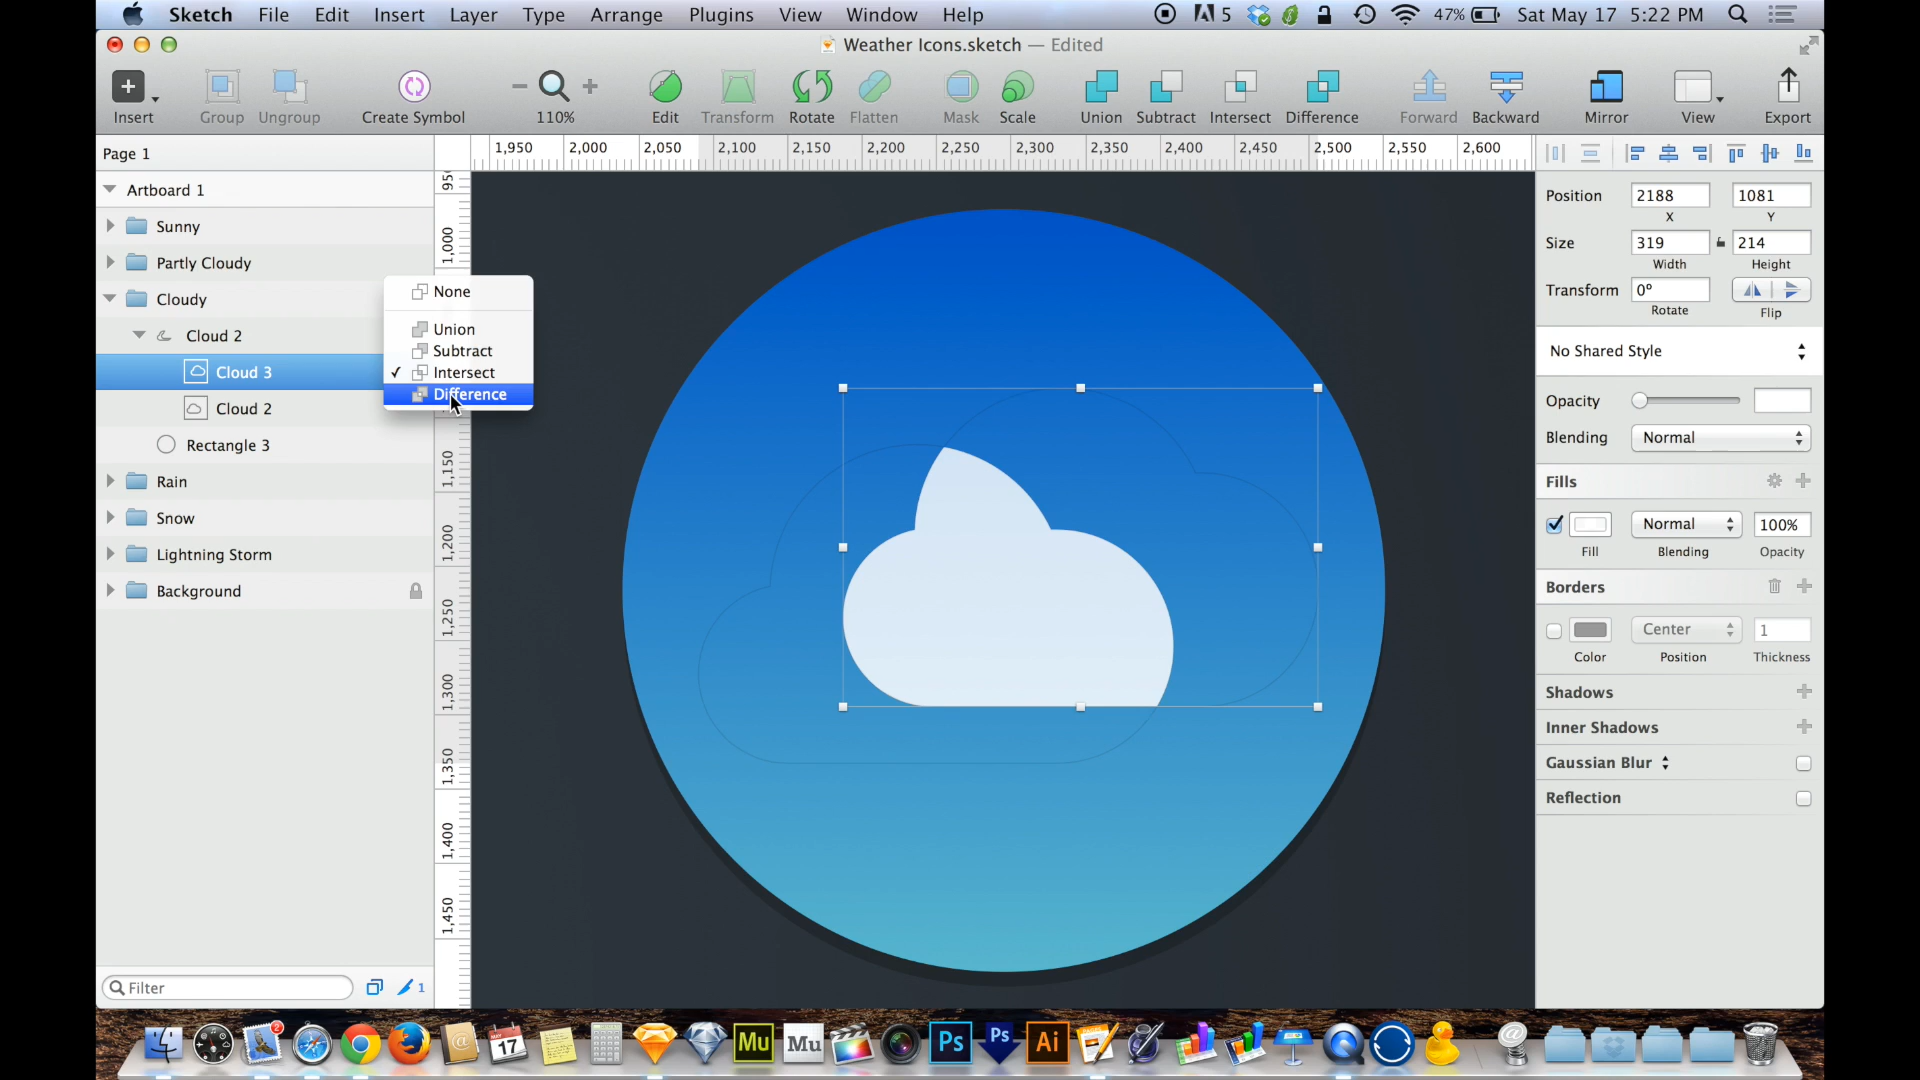 Sketch File Edit Insert Layer Type Arrange Plugins View Window Help 5 47% Sat May 17 5:22 PM
Weather Icons.sketch — Edited
Insert Group Ungroup Create Symbol 110% Edit Transform Rotate Flatten Mask Scale Union Subtract Intersect Difference Forward Backward Mirror View Export
Page 1
1,950 2,000 2,050 2,100 2,150 2,200 2,250 2,300 2,350 2,400 2,450 2,500 2,550 2,600
Artboard 1
Sunny
Partly Cloudy
Cloudy
Cloud 2
Cloud 3
Cloud 2
Rectangle 3
Rain
Snow
Lightning Storm
Background
Filter
1
None
Union
Subtract
✓ Intersect
Difference
1,000
1,150
1,200
1,250
1,300
1,350
1,400
1,450
Position 2188 1081
X Y
Size 319 214
Width Height
Transform 0°
Rotate Flip
No Shared Style
Opacity
Blending Normal
Fills
Normal 100%
Fill Blending Opacity
Borders
Center 1
Color Position Thickness
Shadows
Inner Shadows
Gaussian Blur
Reflection
2
MAY
17
Mu
Mu
Ps
Ps
Ai
@